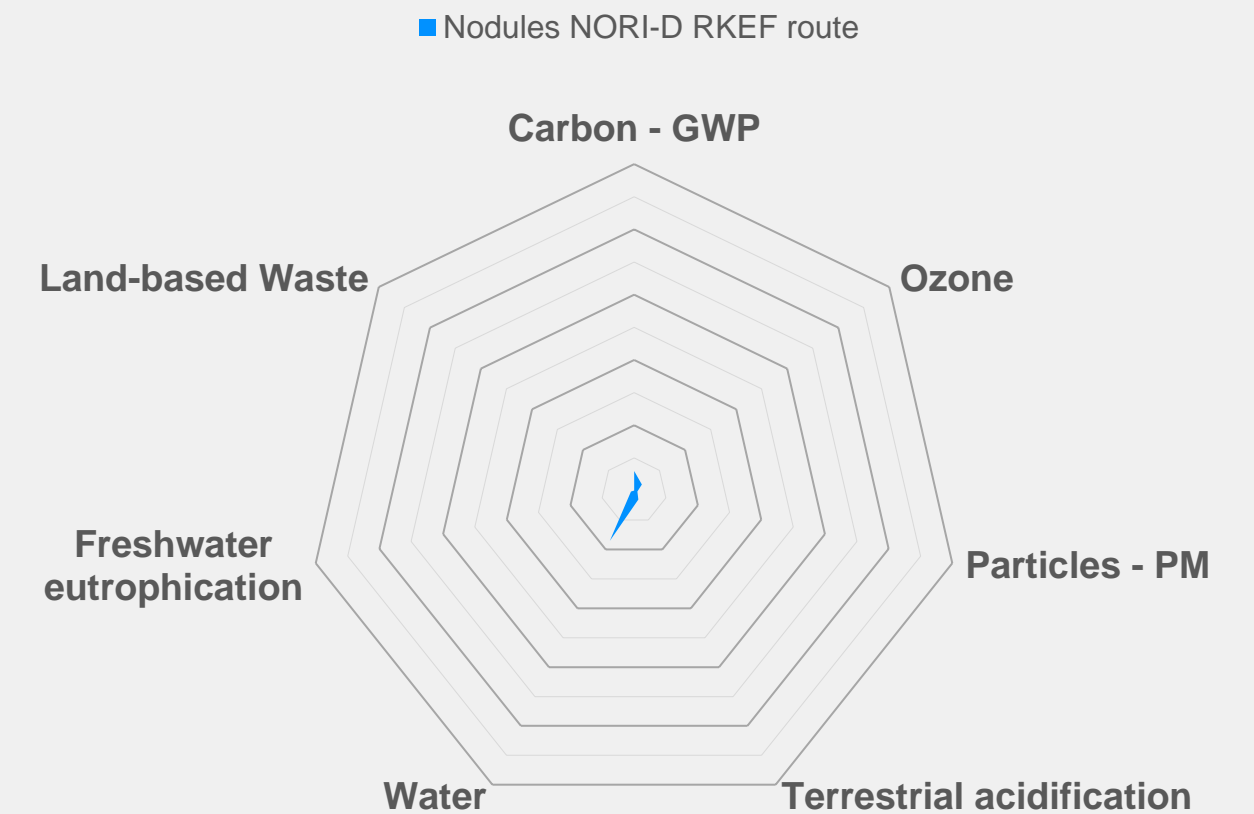 Nodules NORI-D RKEF route
Carbon - GWP
Land-based Waste
Ozone
Freshwater
eutrophication
Particles - PM
Water
Terrestrial acidification